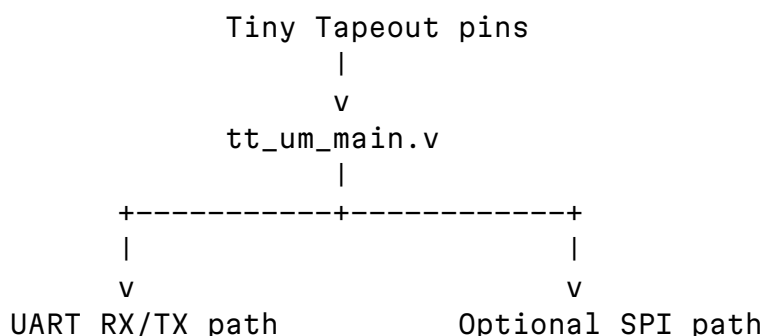 Tiny Tapeout pins
|
v
tt_um_main.v
|
+-----------+------------+
| |
v v
UART RX/TX path Optional SPI path